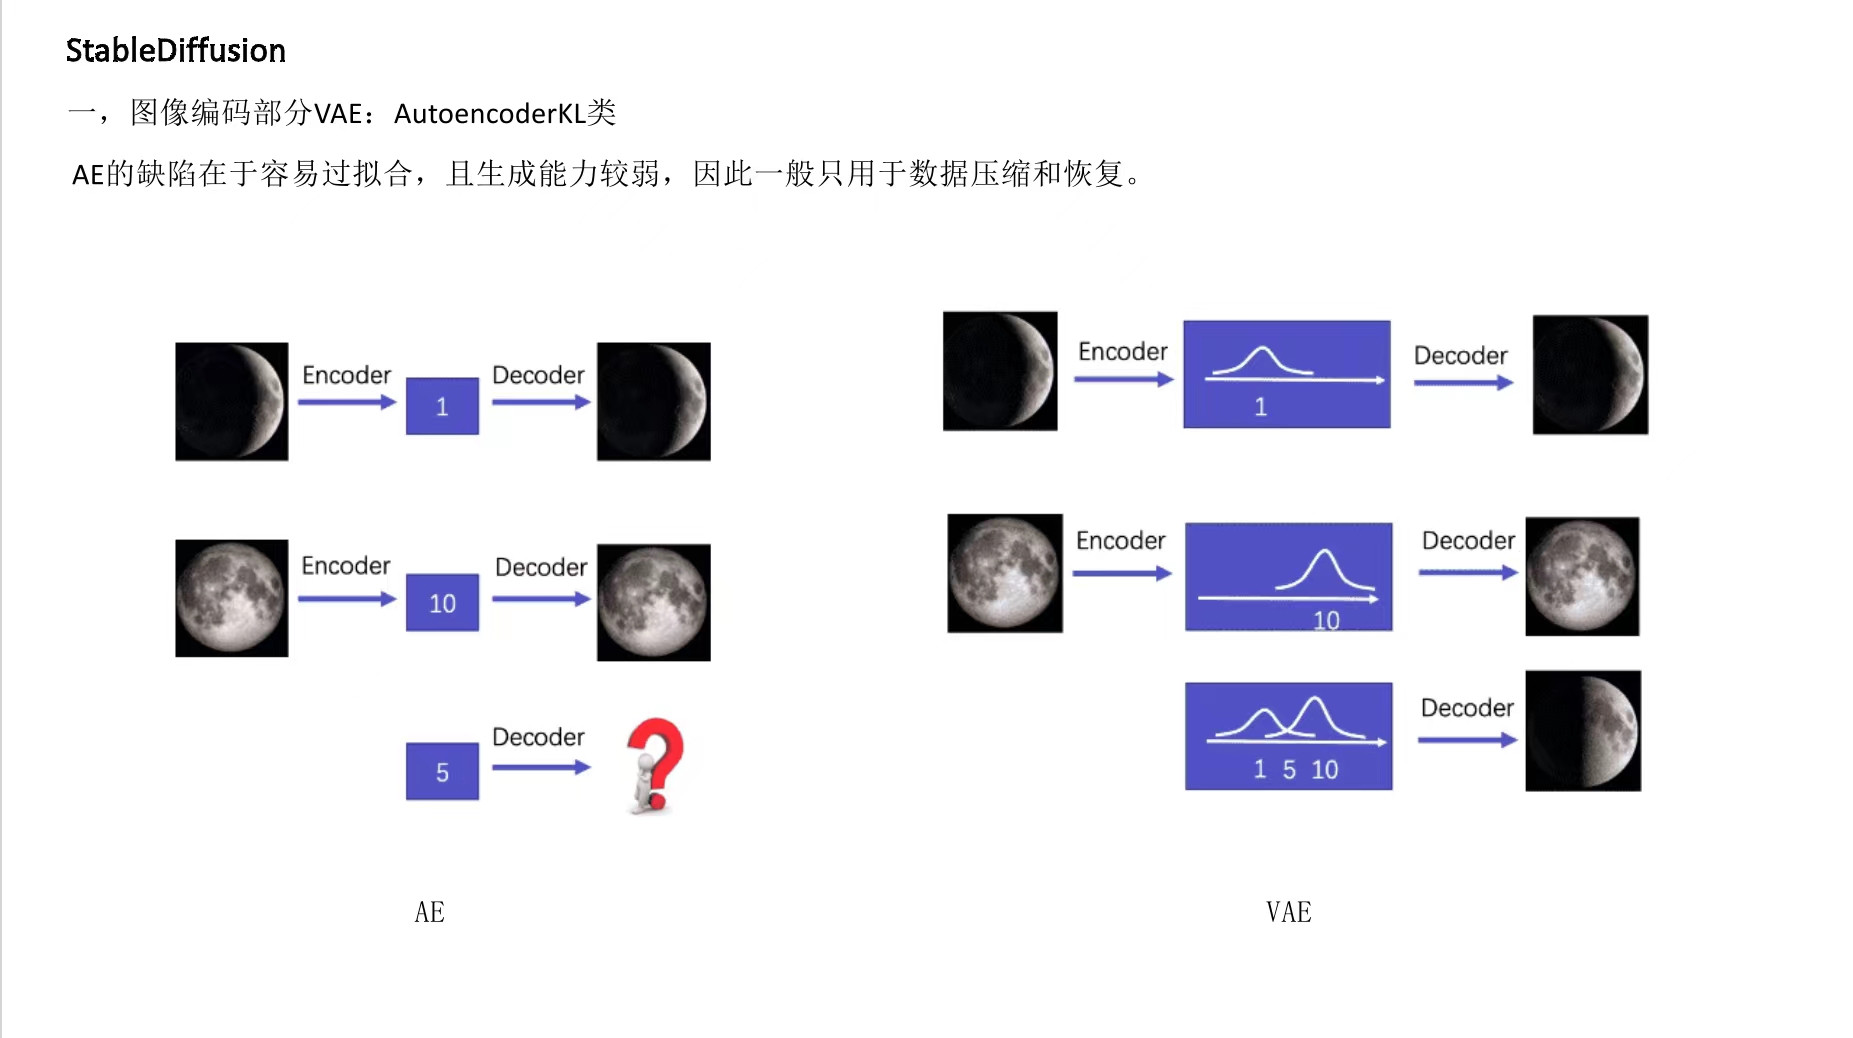 StableDiffusion
一，图像编码部分VAE：AutoencoderKL类
AE的缺陷在于容易过拟合，且生成能力较弱，因此一般只用于数据压缩和恢复。
Encoder
1
Decoder
Encoder
10
Decoder
5
Decoder
AE
Encoder
1
Decoder
Encoder
10
Decoder
1 5 10
Decoder
VAE